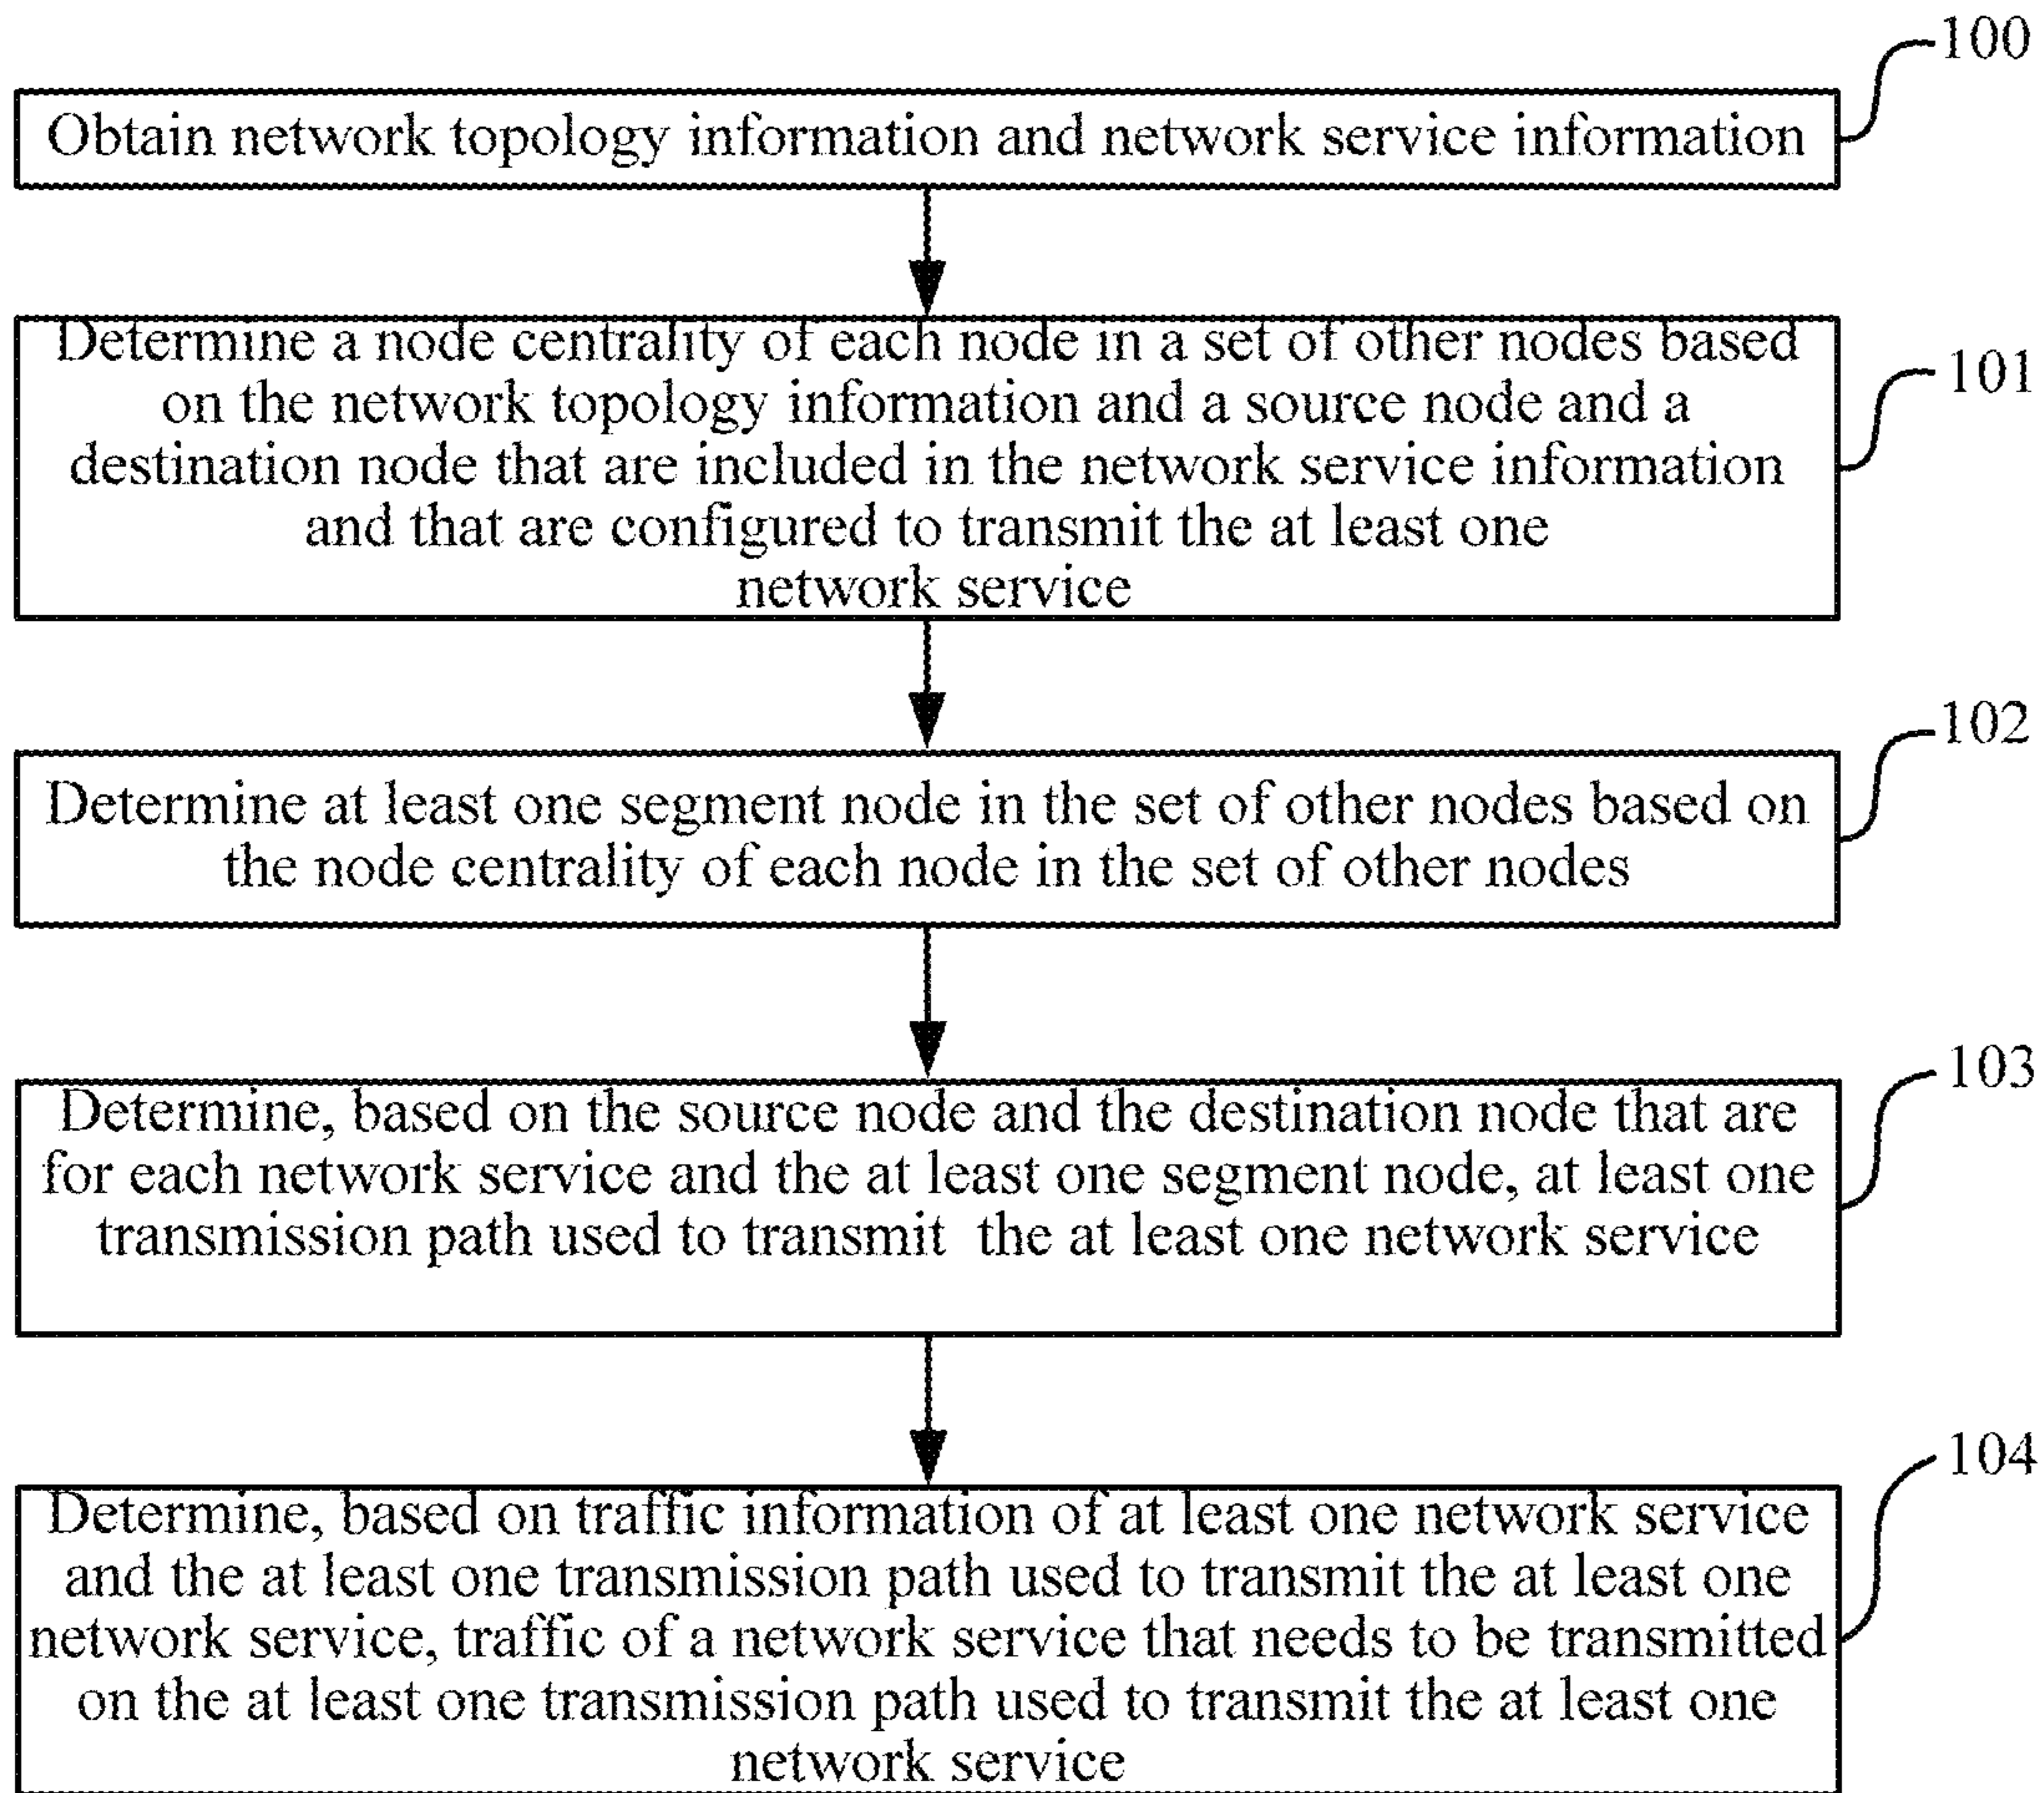 100
Obtain network topology information and network service information
Determine a node centrality of each node in a set of other nodes based
on the network topology information and a source node and a
destination node that are included in the network service information
and that are configured to transmit the at least one
network service
101
102
Determine at least one segment node in the set of other nodes based on
the node centrality of each node in the set of other nodes
103
Determine, based on the source node and the destination node that are
for each network service and the at least one segment node, at least one
transmission path used to transmit the at least one network service
104
Determine, based on traffic information of at least one network service
and the at least one transmission path used to transmit the at least one
network service, traffic of a network service that needs to be transmitted
on the at least one transmission path used to transmit the at least one
network service